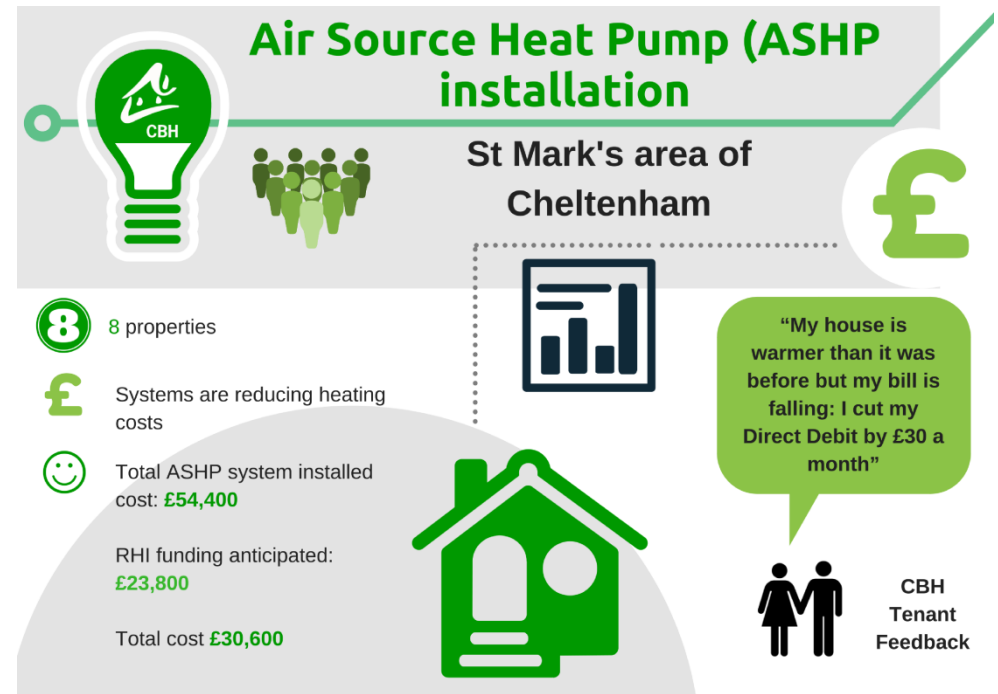 Air Source Heat Pump (ASHP
installation
CBH
St Mark's area of
Cheltenham
£
8
8 properties
£
Systems are reducing heating
costs
Total ASHP system installed
cost: £54,400
RHI funding anticipated:
£23,800
Total cost £30,600
“My house is
warmer than it was
before but my bill is
falling: I cut my
Direct Debit by £30 a
month”
CBH
Tenant
Feedback